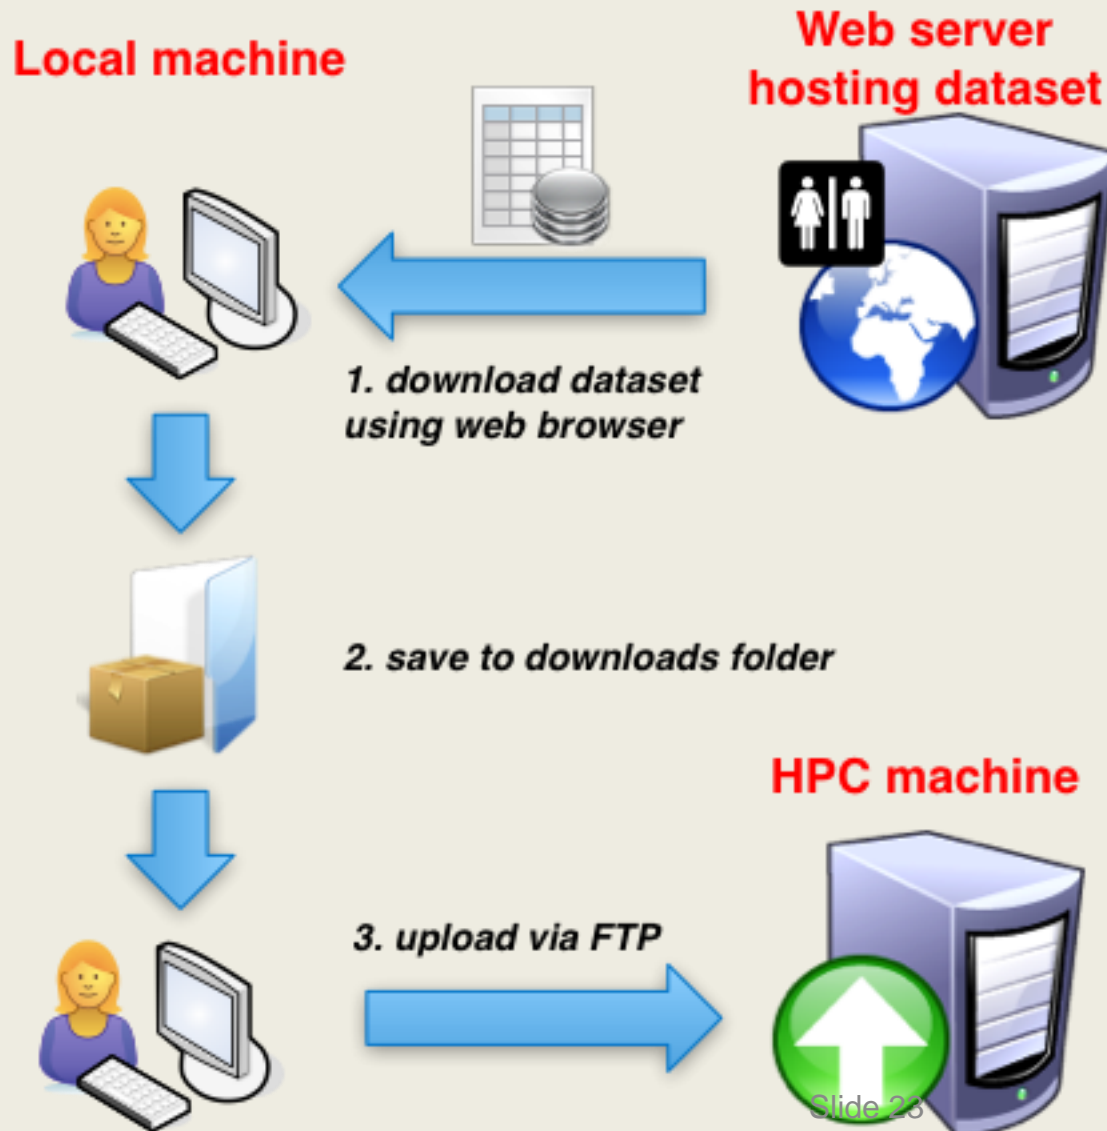 Local machine
Web server
hosting dataset
1. download dataset
using web browser
2. save to downloads folder
HPC machine
3. upload via FTP
Slide 23